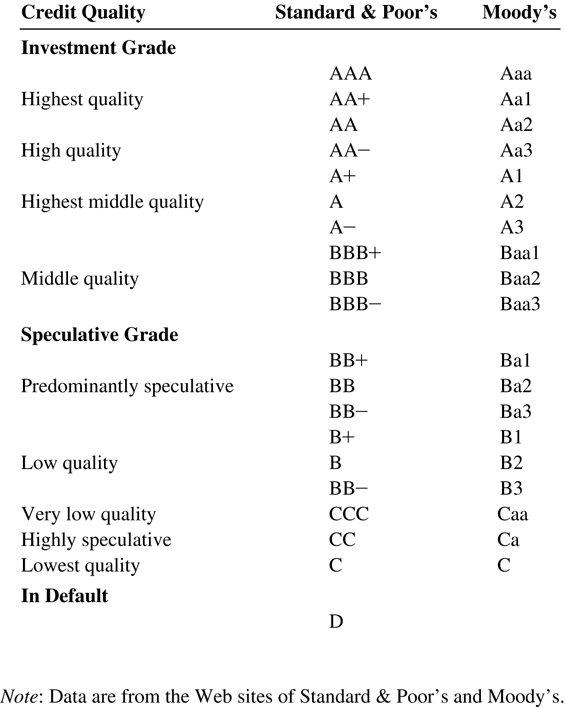 Credit Quality Standard & Poor's Moody's
Investment Grade
AAA Aaa
Highest quality AA+ Aa1
AA Aa2
High quality AA− Aa3
A+ A1
Highest middle quality A A2
A− A3
BBB+ Baa1
Middle quality BBB Baa2
BBB− Baa3
Speculative Grade
BB+ Ba1
Predominantly speculative BB Ba2
BB− Ba3
B+ B1
Low quality B B2
BB− B3
Very low quality CCC Caa
Highly speculative CC Ca
Lowest quality C C
In Default
D
Note: Data are from the Web sites of Standard & Poor's and Moody's.